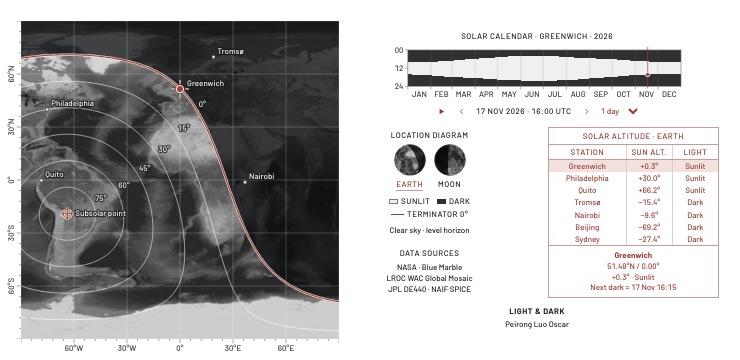 Tromsø
Greenwich
0°
Philadelphia
15°
30°
45°
60°
75°
Quito
Nairobi
Subsolar point
60°N
30°N
0°
30°S
60°S
60°W
30°W
0°
30°E
60°E
SOLAR CALENDAR · GREENWICH · 2026
00
12
24
JAN FEB MAR APR MAY JUN JUL AUG SEP OCT NOV DEC
17 NOV 2026 · 16:00 UTC
1 day
LOCATION DIAGRAM
EARTH MOON
SUNLIT DARK
TERMINATOR 0°
Clear sky · level horizon
DATA SOURCES
NASA · Blue Marble
LROC WAC Global Mosaic
JPL DE440 · NAIF SPICE
SOLAR ALTITUDE · EARTH
STATION SUN ALT. LIGHT
Greenwich +0.3° Sunlit
Philadelphia +30.0° Sunlit
Quito +66.2° Sunlit
Tromsø −15.4° Dark
Nairobi −9.6° Dark
Beijing −69.2° Dark
Sydney −27.4° Dark
Greenwich
51.48°N / 0.00°
+0.3° · Sunlit
Next dark = 17 Nov 16:15
LIGHT & DARK
Peirong Luo Oscar